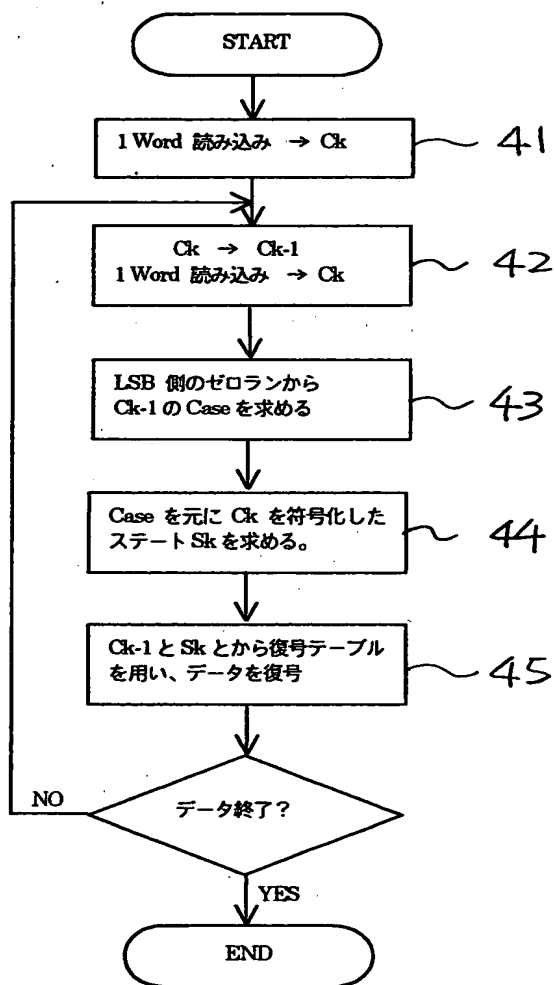 START
1 Word 読み込み → Ck
41
Ck → Ck-1
1 Word 読み込み → Ck
42
LSB 側のゼロランから
Ck-1 の Case を求める
43
Case を元に Ck を符号化した
ステート Sk を求める。
44
Ck-1 と Sk とから復号テーブル
を用い、データを復号
45
データ終了?
NO
YES
END